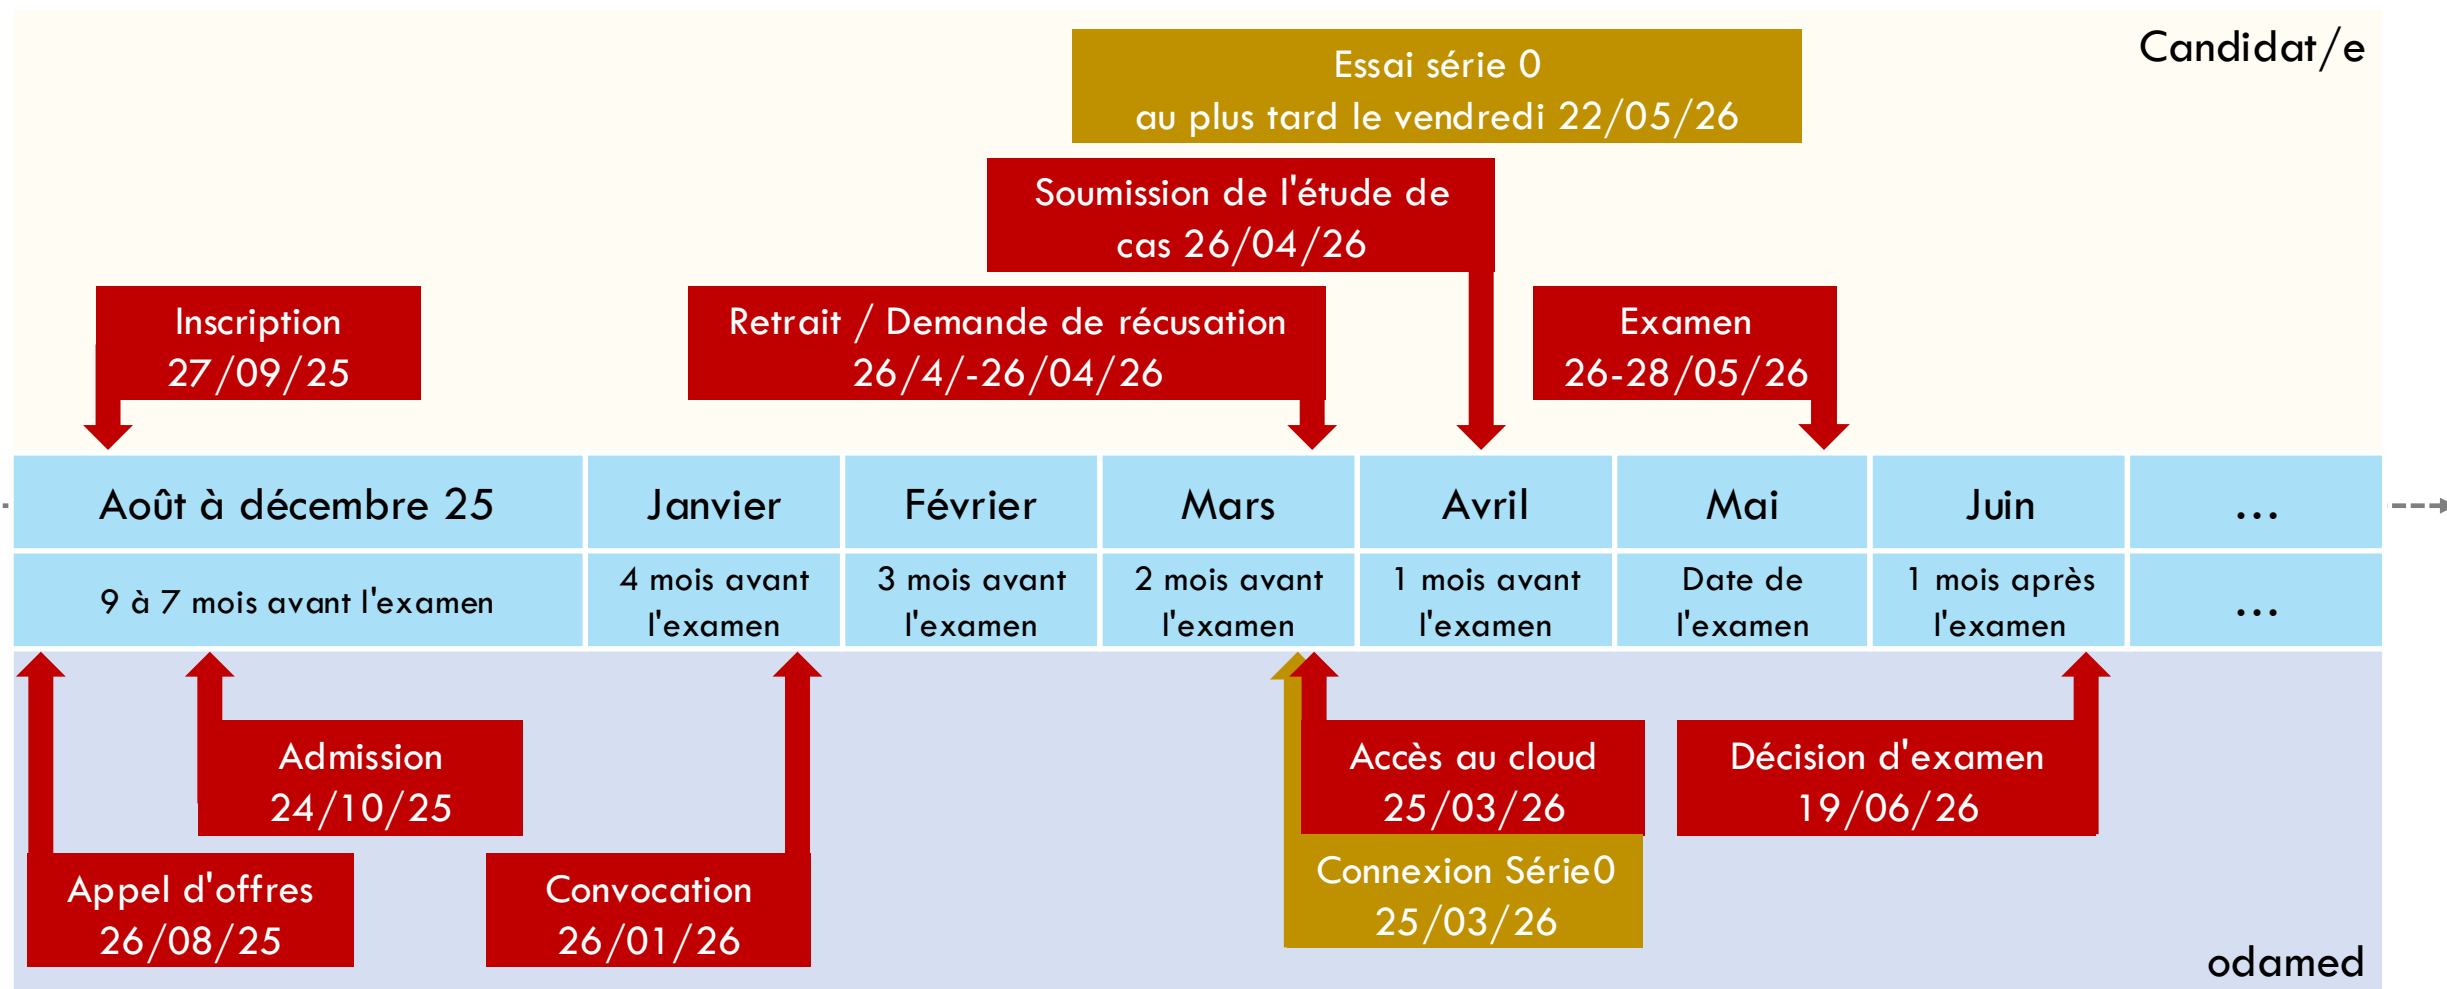 Candidat/e
Essai série 0
au plus tard le vendredi 22/05/26
Soumission de l'étude de
cas 26/04/26
Inscription
27/09/25
Retrait / Demande de récusation
26/4/-26/04/26
Examen
26-28/05/26
Août à décembre 25
Janvier
Février
Mars
Avril
Mai
Juin
...
9 à 7 mois avant l'examen
4 mois avant
l'examen
3 mois avant
l'examen
2 mois avant
l'examen
1 mois avant
l'examen
Date de
l'examen
1 mois après
l'examen
...
Admission
24/10/25
Accès au cloud
25/03/26
Décision d'examen
19/06/26
Appel d'offres
26/08/25
Convocation
26/01/26
Connexion Série0
25/03/26
odamed